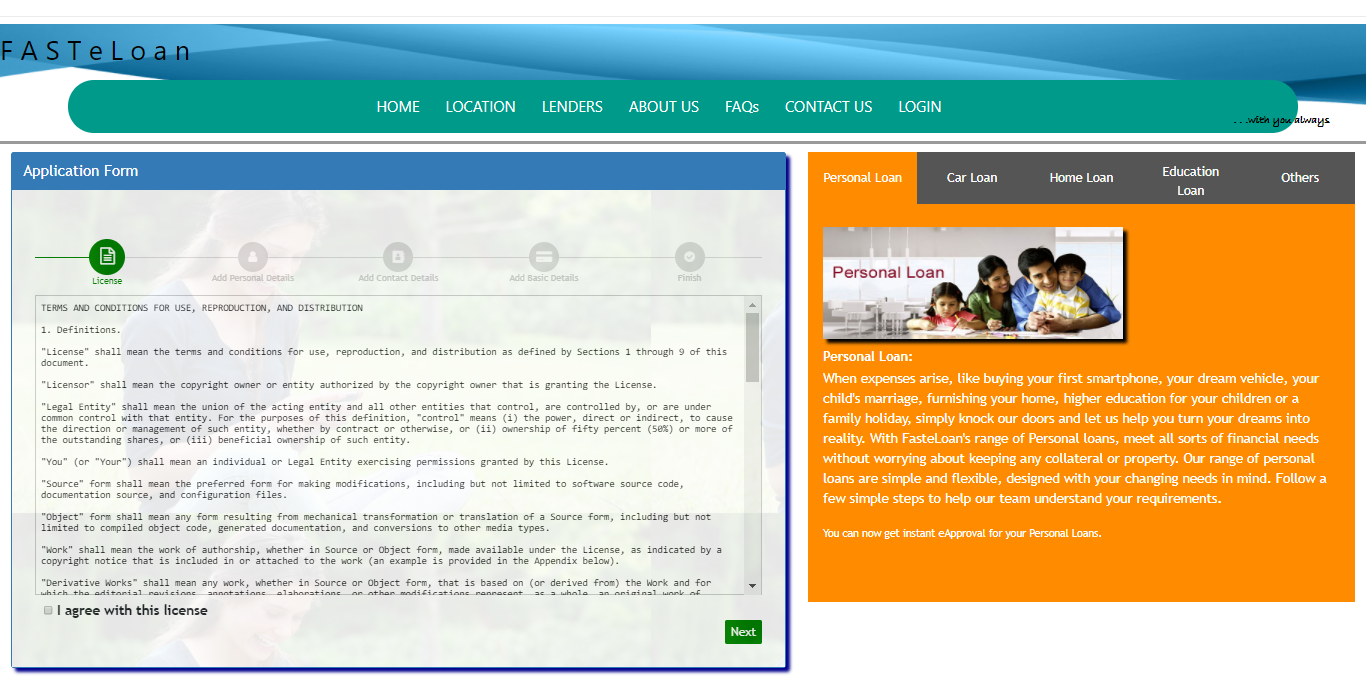 FASTeLoan
HOME LOCATION LENDERS ABOUT US FAQs CONTACT US LOGIN
. . .with you always
Application Form
License
Add Personal Details
Add Contact Details
Add Basic Details
Finish
TERMS AND CONDITIONS FOR USE, REPRODUCTION, AND DISTRIBUTION
1. Definitions.
"License" shall mean the terms and conditions for use, reproduction, and distribution as defined by Sections 1 through 9 of this
document.
"Licensor" shall mean the copyright owner or entity authorized by the copyright owner that is granting the License.
"Legal Entity" shall mean the union of the acting entity and all other entities that control, are controlled by, or are under
common control with that entity. For the purposes of this definition, "control" means (i) the power, direct or indirect, to cause
the direction or management of such entity, whether by contract or otherwise, or (ii) ownership of fifty percent (50%) or more of
the outstanding shares, or (iii) beneficial ownership of such entity.
"You" (or "Your") shall mean an individual or Legal Entity exercising permissions granted by this License.
"Source" form shall mean the preferred form for making modifications, including but not limited to software source code,
documentation source, and configuration files.
"Object" form shall mean any form resulting from mechanical transformation or translation of a Source form, including but not
limited to compiled object code, generated documentation, and conversions to other media types.
"Work" shall mean the work of authorship, whether in Source or Object form, made available under the License, as indicated by a
copyright notice that is included in or attached to the work (an example is provided in the Appendix below).
"Derivative Works" shall mean any work, whether in Source or Object form, that is based on (or derived from) the Work and for
which the editorial revisions, annotations, elaborations, or other modifications represent, as a whole, an original work of
I agree with this license
Next
Personal Loan
Car Loan
Home Loan
Education
Loan
Others
Personal Loan
Personal Loan:
When expenses arise, like buying your first smartphone, your dream vehicle, your
child's marriage, furnishing your home, higher education for your children or a
family holiday, simply knock our doors and let us help you turn your dreams into
reality. With FasteLoan's range of Personal loans, meet all sorts of financial needs
without worrying about keeping any collateral or property. Our range of personal
loans are simple and flexible, designed with your changing needs in mind. Follow a
few simple steps to help our team understand your requirements.
You can now get instant eApproval for your Personal Loans.